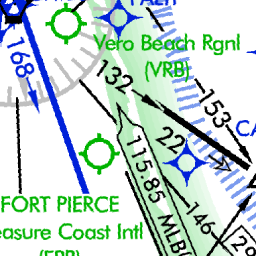 168
Vero Beach Rgnl
(VRB)
132
153
22
115.85 MLB
146
FORT PIERCE
easure Coast Intl